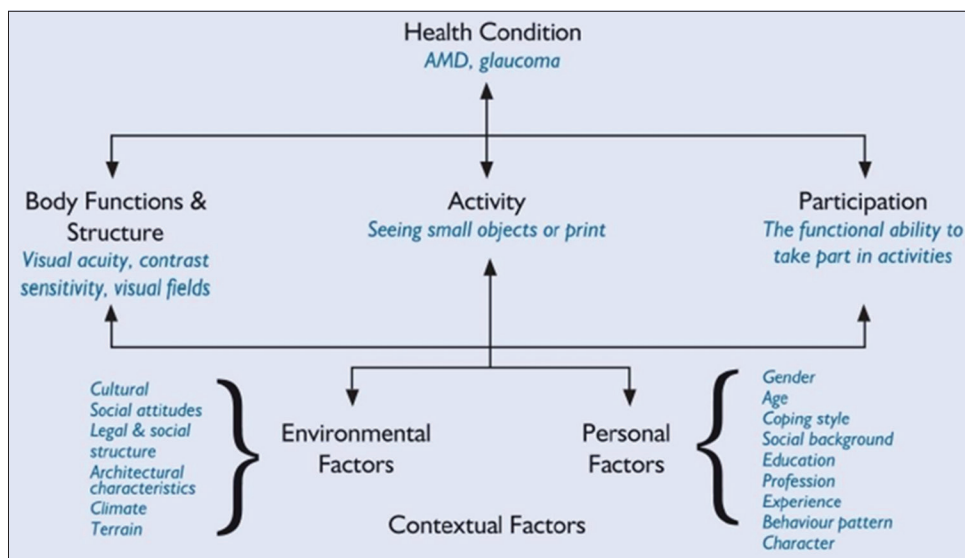 Health Condition
AMD, glaucoma
Body Functions &
Structure
Visual acuity, contrast
sensitivity, visual fields
Activity
Seeing small objects or print
Participation
The functional ability to
take part in activities
Cultural
Social attitudes
Legal & social
structure
Architectural
characteristics
Climate
Terrain
Environmental
Factors
Personal
Factors
Gender
Age
Coping style
Social background
Education
Profession
Experience
Behaviour pattern
Character
Contextual Factors